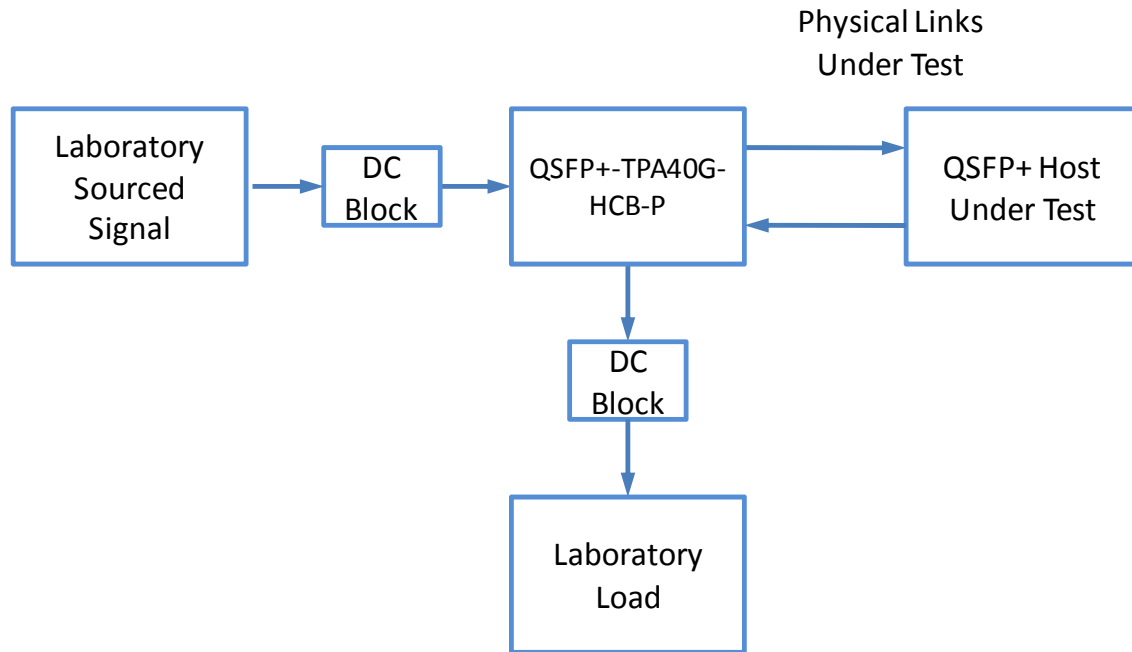 Physical Links
Under Test
Laboratory
Sourced
Signal
DC
Block
QSFP+-TPA40G-
HCB-P
QSFP+ Host
Under Test
DC
Block
Laboratory
Load